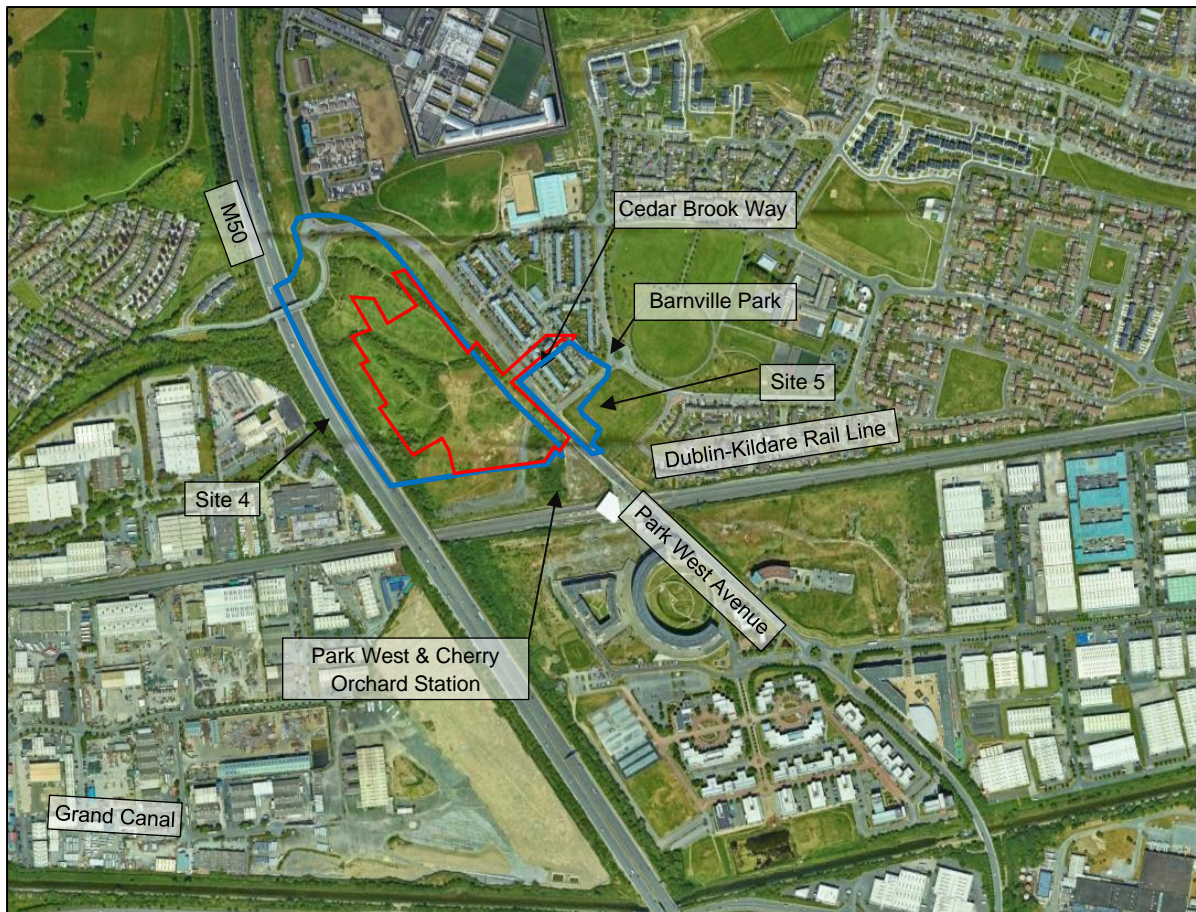 M50
Cedar Brook Way
Barnville Park
Site 5
Dublin-Kildare Rail Line
Site 4
Park West Avenue
Park West & Cherry
Orchard Station
Grand Canal